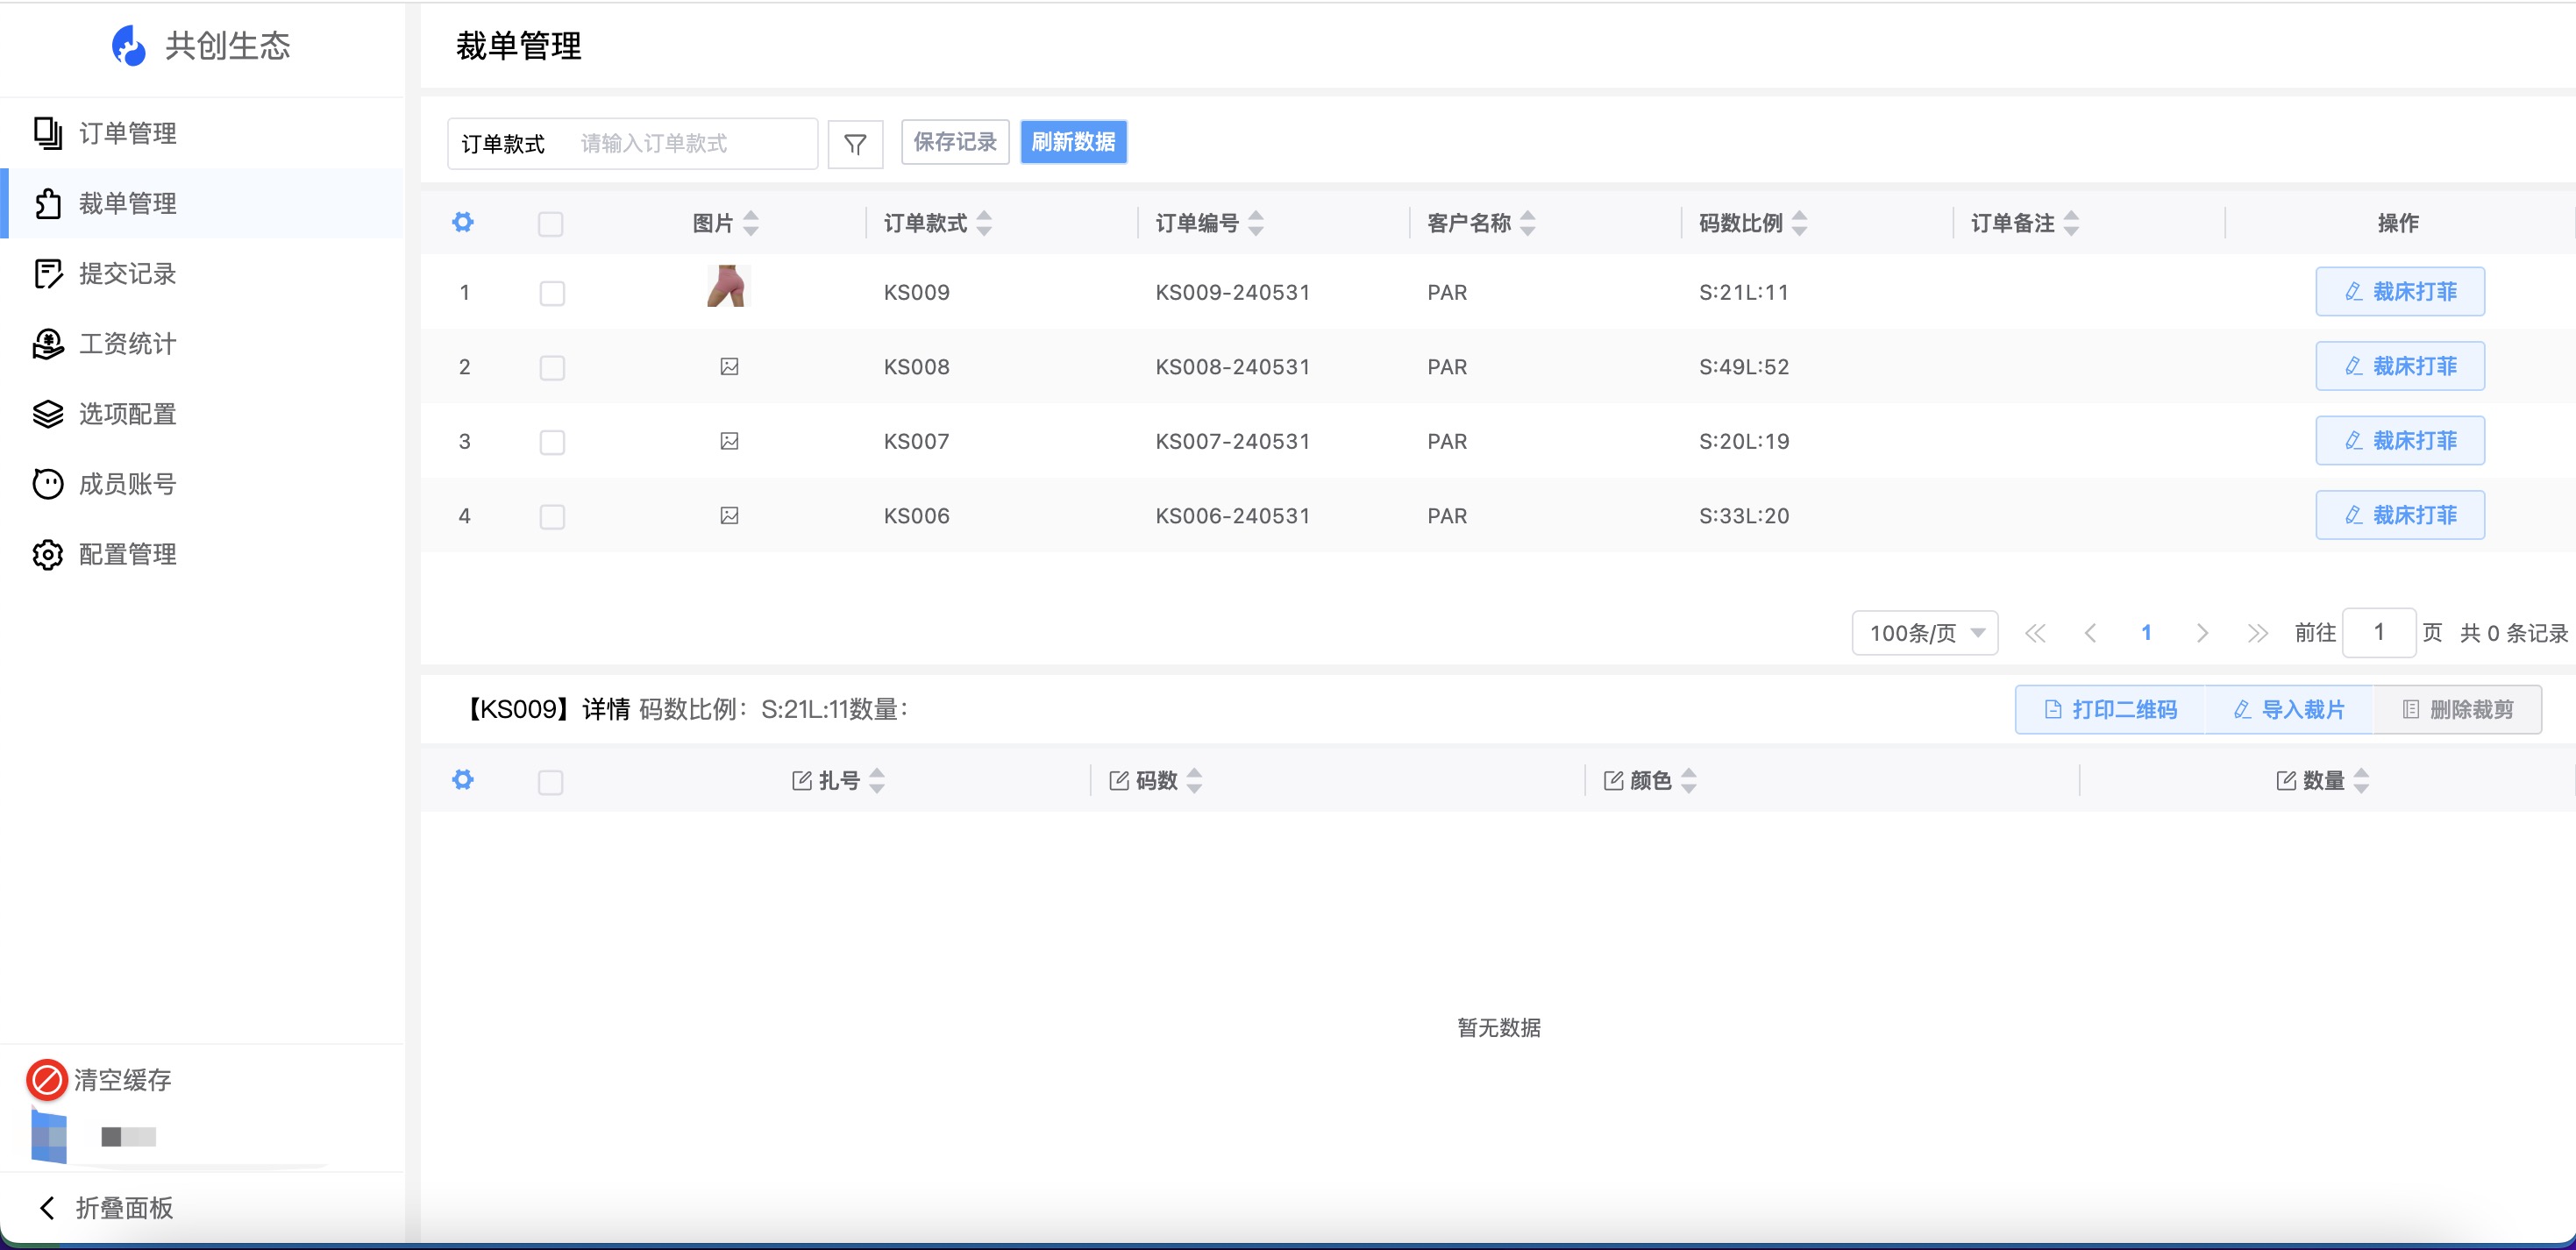 共创生态
裁单管理
订单管理
裁单管理
提交记录
工资统计
选项配置
成员账号
配置管理
订单款式 请输入订单款式 保存记录 刷新数据
图片 订单款式 订单编号 客户名称 码数比例 订单备注 操作
1 KS009 KS009-240531 PAR S:21L:11 裁床打菲
2 KS008 KS008-240531 PAR S:49L:52 裁床打菲
3 KS007 KS007-240531 PAR S:20L:19 裁床打菲
4 KS006 KS006-240531 PAR S:33L:20 裁床打菲
100条/页 1 前往 1 页 共 0 条记录
【KS009】详情 码数比例：S:21L:11数量： 打印二维码 导入裁片 删除裁剪
扎号 码数 颜色 数量
暂无数据
清空缓存
折叠面板